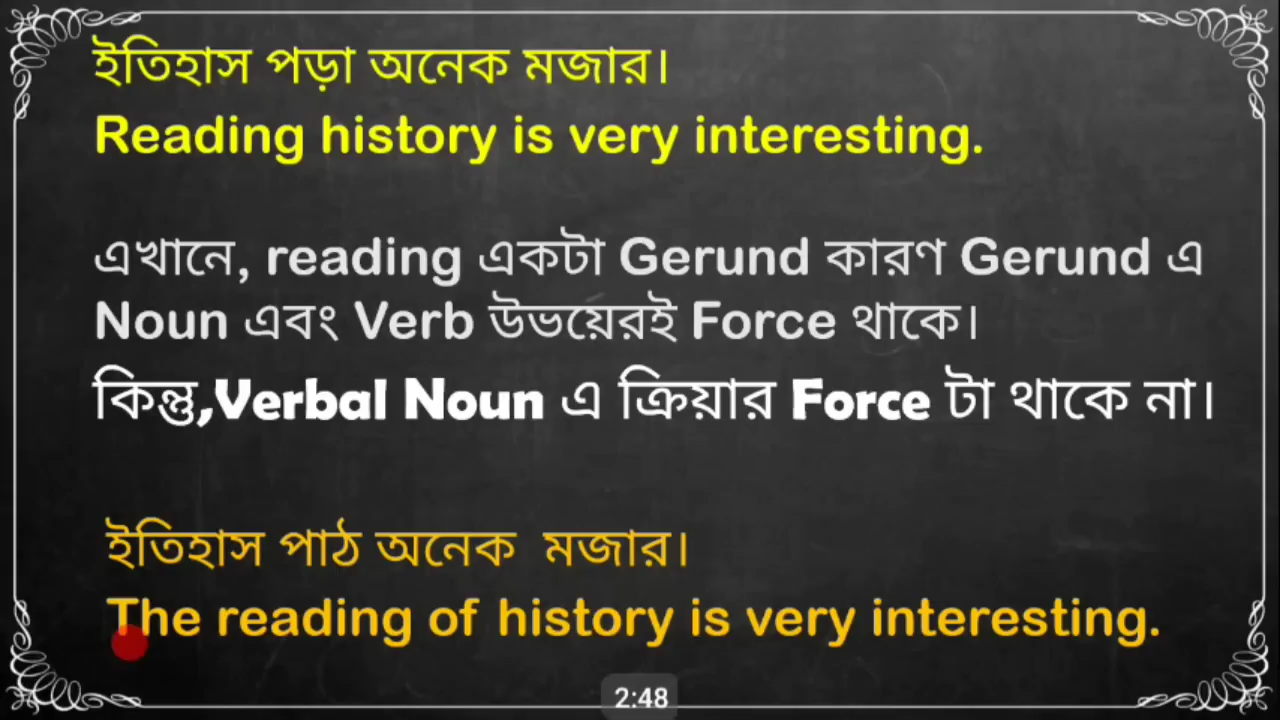 ইতিহাস পড়া অনেক মজার।
Reading history is very interesting.
এখানে, reading একটা Gerund কারণ Gerund এ
Noun এবং Verb উভয়েরই Force থাকে।
কিন্তু,Verbal Noun এ ক্রিয়ার Force টা থাকে না।
ইতিহাস পাঠ অনেক মজার।
The reading of history is very interesting.
2:48